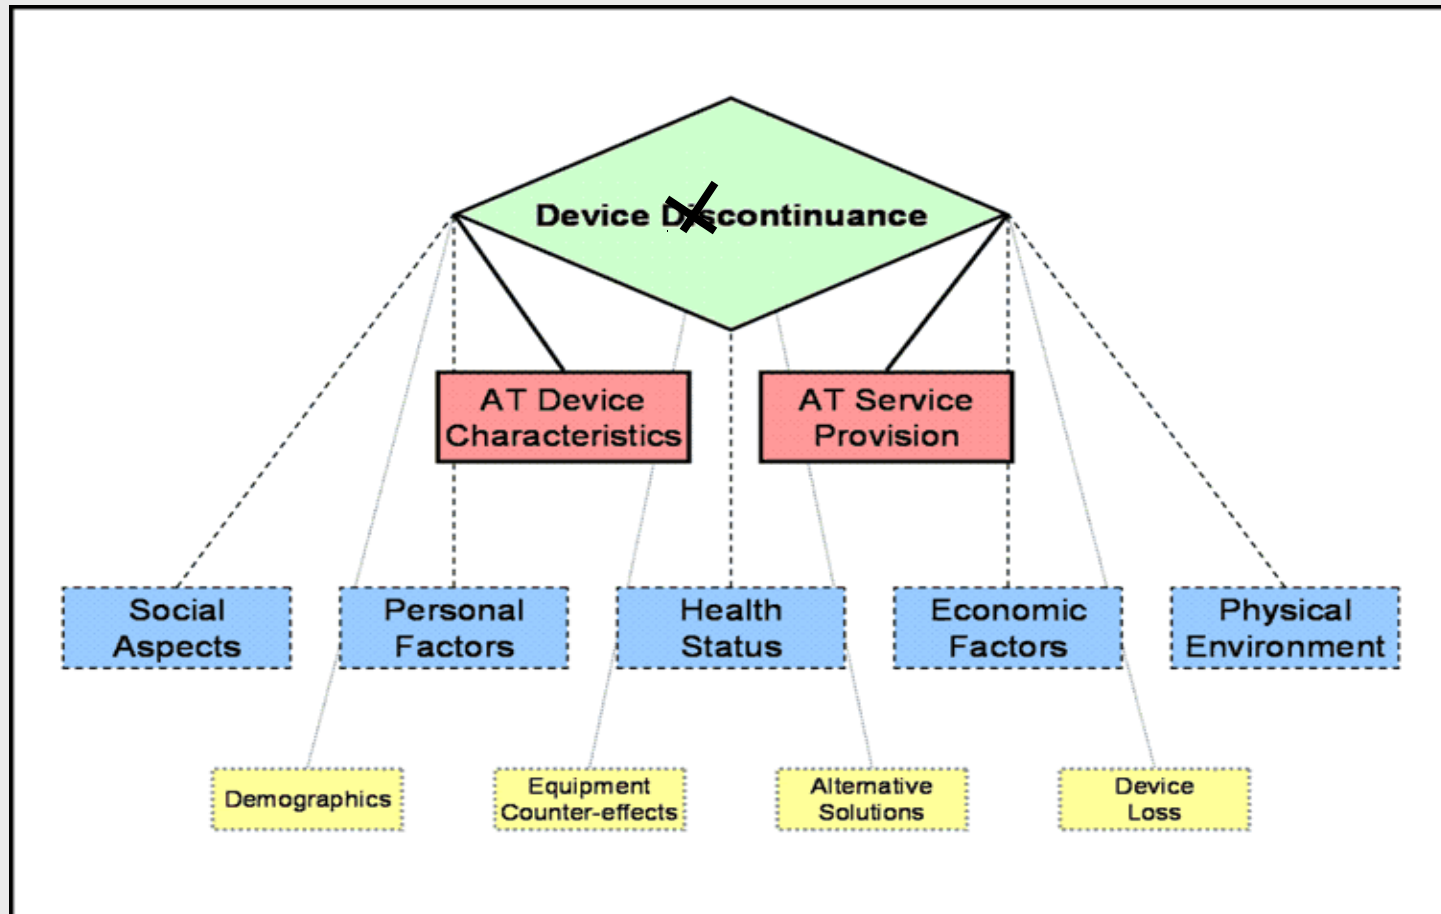 Device Discontinuance
AT Device
Characteristics
AT Service
Provision
Social
Aspects
Personal
Factors
Health
Status
Economic
Factors
Physical
Environment
Demographics
Equipment
Counter-effects
Alternative
Solutions
Device
Loss